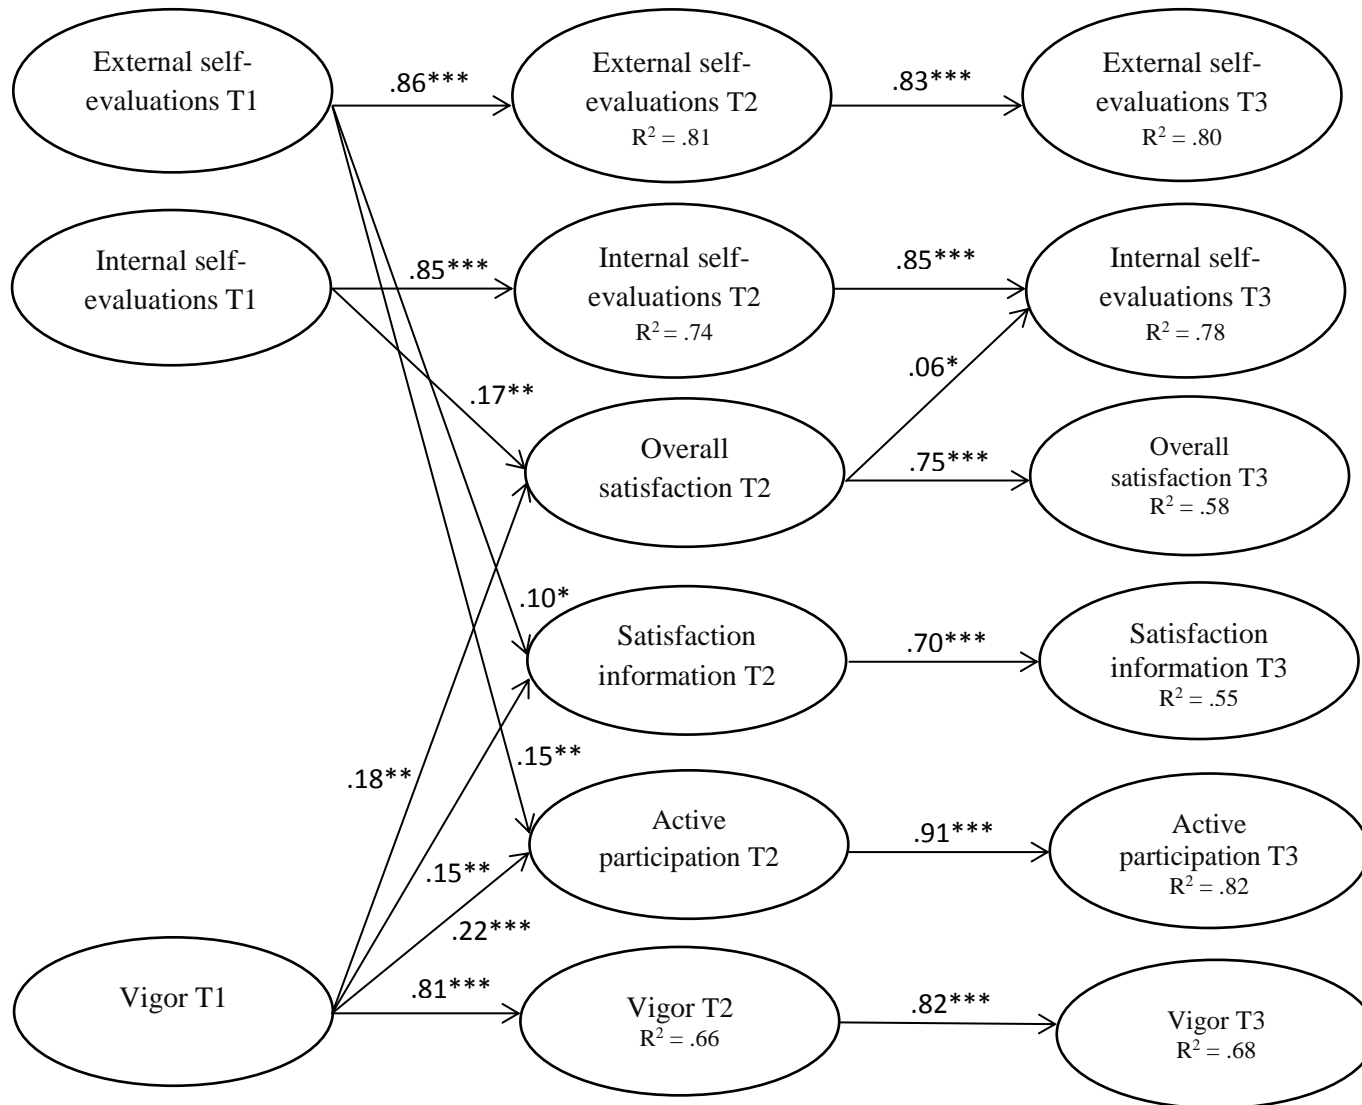 External self-
evaluations T1
.86***
External self-
evaluations T2
R² = .81
.83***
External self-
evaluations T3
R² = .80
Internal self-
evaluations T1
.85***
Internal self-
evaluations T2
R² = .74
.85***
Internal self-
evaluations T3
R² = .78
.17**
.06*
Overall
satisfaction T2
.75***
Overall
satisfaction T3
R² = .58
.10*
Satisfaction
information T2
.70***
Satisfaction
information T3
R² = .55
.18**
.15**
Active
participation T2
.91***
Active
participation T3
R² = .82
.15**
.22***
Vigor T1
.81***
Vigor T2
R² = .66
.82***
Vigor T3
R² = .68